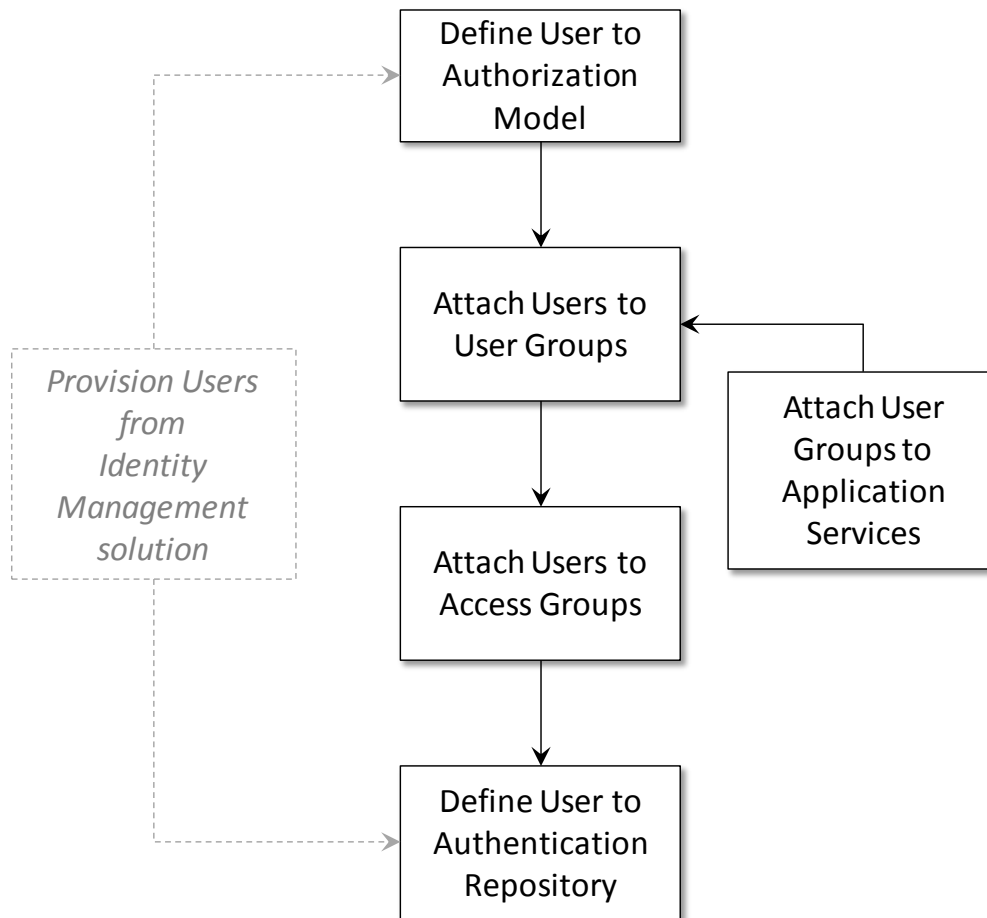 Define User to
Authorization
Model
Attach Users to
User Groups
Provision Users
from
Identity
Management
solution
Attach User
Groups to
Application
Services
Attach Users to
Access Groups
Define User to
Authentication
Repository